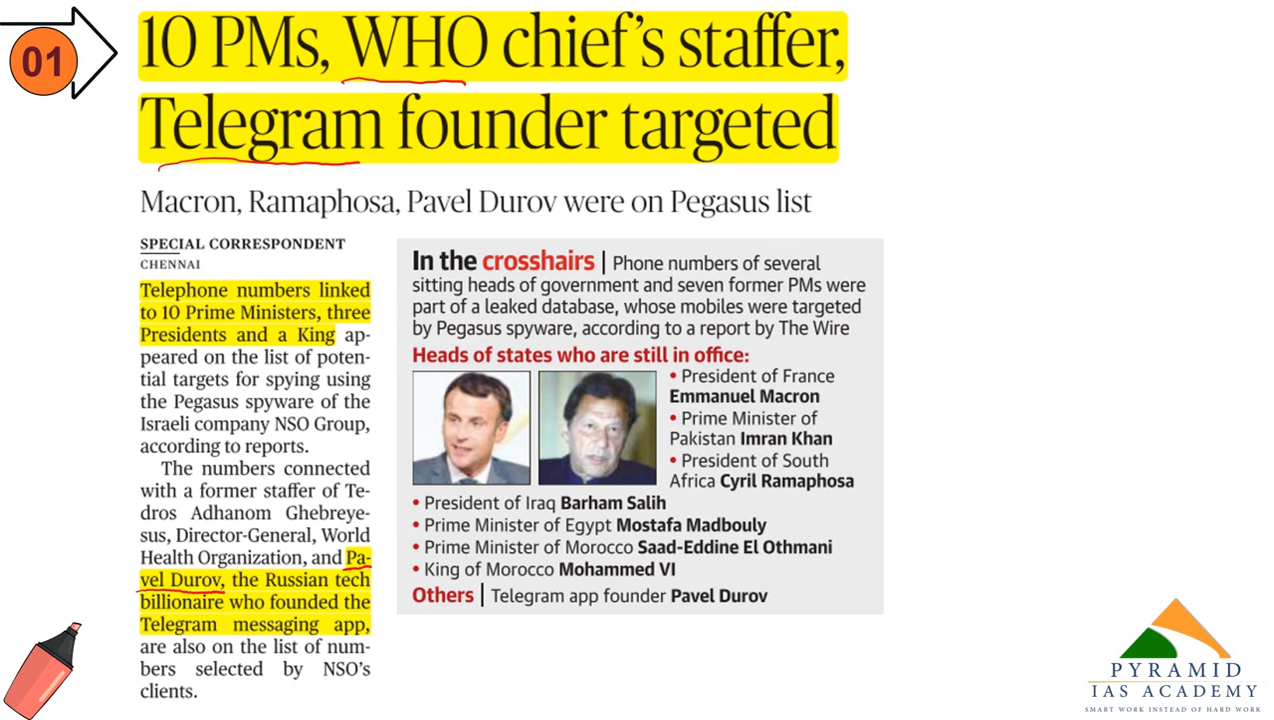 01
10 PMs, WHO chief's staffer,
Telegram founder targeted
Macron, Ramaphosa, Pavel Durov were on Pegasus list
SPECIAL CORRESPONDENT
CHENNAI
Telephone numbers linked
to 10 Prime Ministers, three
Presidents and a King ap-
peared on the list of poten-
tial targets for spying using
the Pegasus spyware of the
Israeli company NSO Group,
according to reports.
The numbers connected
with a former staffer of Te-
dros Adhanom Ghebreye-
sus, Director-General, World
Health Organization, and Pa-
vel Durov, the Russian tech
billionaire who founded the
Telegram messaging app,
are also on the list of num-
bers selected by NSO's
clients.
In the crosshairs | Phone numbers of several
sitting heads of government and seven former PMs were
part of a leaked database, whose mobiles were targeted
by Pegasus spyware, according to a report by The Wire
Heads of states who are still in office:
• President of France
Emmanuel Macron
• Prime Minister of
Pakistan Imran Khan
• President of South
Africa Cyril Ramaphosa
• President of Iraq Barham Salih
• Prime Minister of Egypt Mostafa Madbouly
• Prime Minister of Morocco Saad-Eddine El Othmani
• King of Morocco Mohammed VI
Others | Telegram app founder Pavel Durov
PYRAMID
IAS ACADEMY
SMART WORK INSTEAD OF HARD WORK